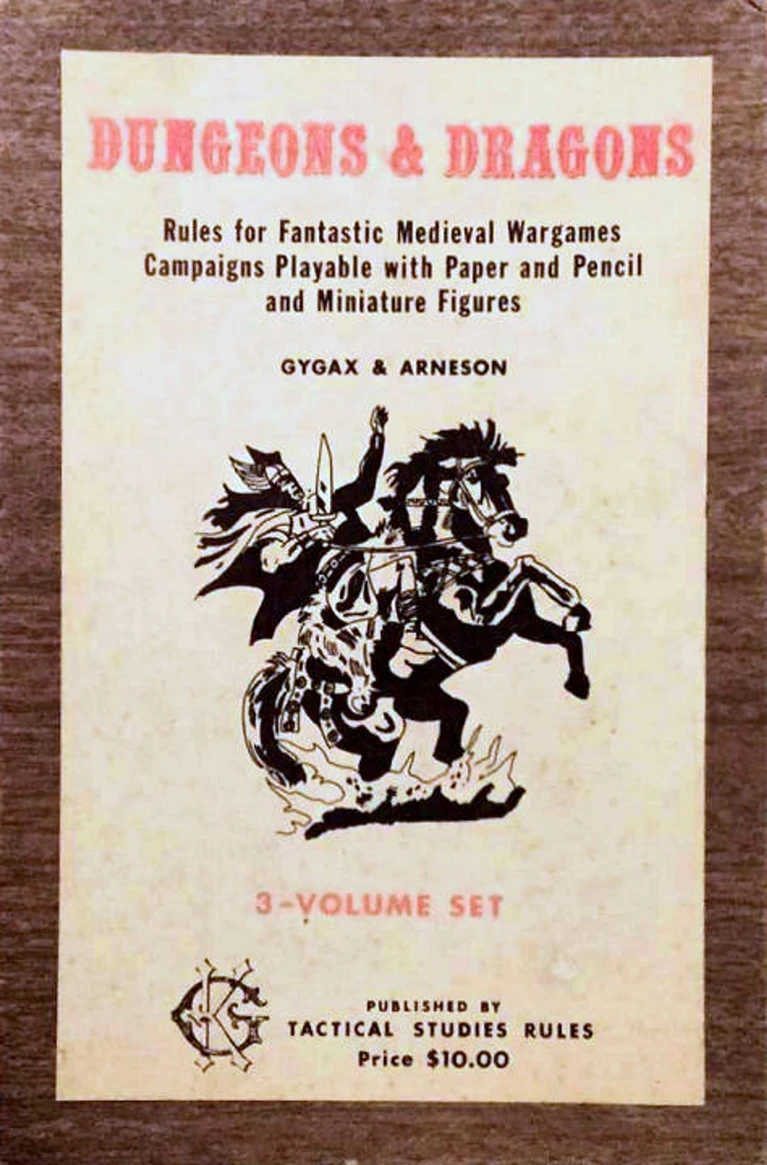 DUNGEONS & DRAGONS
Rules for Fantastic Medieval Wargames
Campaigns Playable with Paper and Pencil
and Miniature Figures
GYGAX & ARNESON
3-VOLUME SET
GK
PUBLISHED BY
TACTICAL STUDIES RULES
Price $10.00